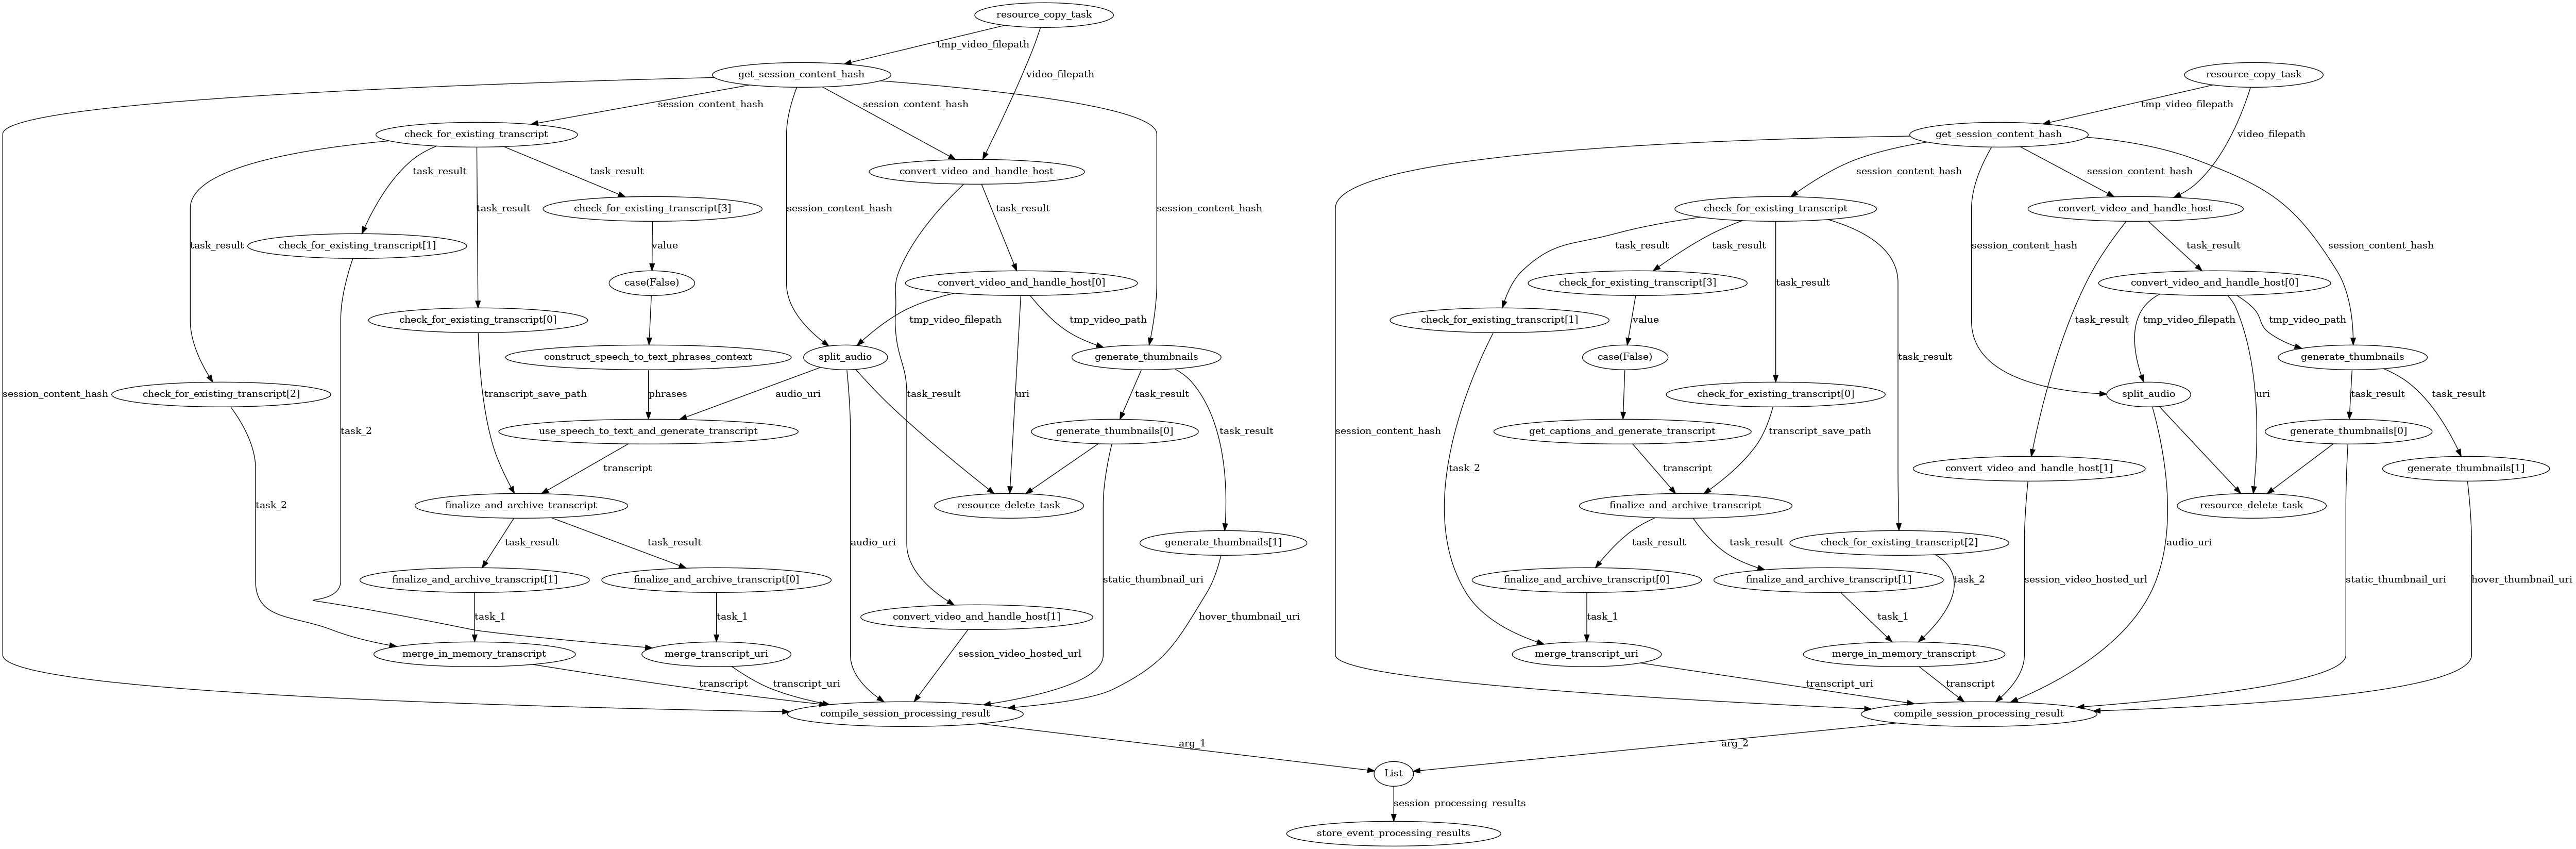 resource_copy_task
tmp_video_filepath
get_session_content_hash
video_filepath
resource_copy_task
session_content_hash
session_content_hash
tmp_video_filepath
check_for_existing_transcript
get_session_content_hash
video_filepath
task_result
task_result
convert_video_and_handle_host
session_content_hash
session_content_hash
task_result
check_for_existing_transcript[3]
session_content_hash
task_result
session_content_hash
check_for_existing_transcript
convert_video_and_handle_host
task_result
check_for_existing_transcript[1]
value
task_result
task_result
session_content_hash
task_result
session_content_hash
case(False)
convert_video_and_handle_host[0]
check_for_existing_transcript[3]
task_result
convert_video_and_handle_host[0]
check_for_existing_transcript[0]
tmp_video_filepath
tmp_video_path
check_for_existing_transcript[1]
value
task_result
tmp_video_filepath
tmp_video_path
construct_speech_to_text_phrases_context
split_audio
generate_thumbnails
case(False)
task_result
generate_thumbnails
session_content_hash
check_for_existing_transcript[2]
transcript_save_path
phrases
audio_uri
task_result
uri
task_result
check_for_existing_transcript[0]
split_audio
uri
task_result
task_result
task_2
use_speech_to_text_and_generate_transcript
generate_thumbnails[0]
task_result
session_content_hash
get_captions_and_generate_transcript
transcript_save_path
generate_thumbnails[0]
transcript
task_2
transcript
convert_video_and_handle_host[1]
generate_thumbnails[1]
task_2
finalize_and_archive_transcript
resource_delete_task
finalize_and_archive_transcript
resource_delete_task
task_result
task_result
audio_uri
generate_thumbnails[1]
task_result
task_result
check_for_existing_transcript[2]
audio_uri
finalize_and_archive_transcript[1]
finalize_and_archive_transcript[0]
static_thumbnail_uri
finalize_and_archive_transcript[0]
finalize_and_archive_transcript[1]
task_2
session_video_hosted_url
static_thumbnail_uri
hover_thumbnail_uri
task_1
task_1
convert_video_and_handle_host[1]
hover_thumbnail_uri
task_1
task_1
merge_in_memory_transcript
merge_transcript_uri
session_video_hosted_url
merge_transcript_uri
merge_in_memory_transcript
transcript
transcript_uri
transcript_uri
transcript
compile_session_processing_result
compile_session_processing_result
arg_1
arg_2
List
session_processing_results
store_event_processing_results